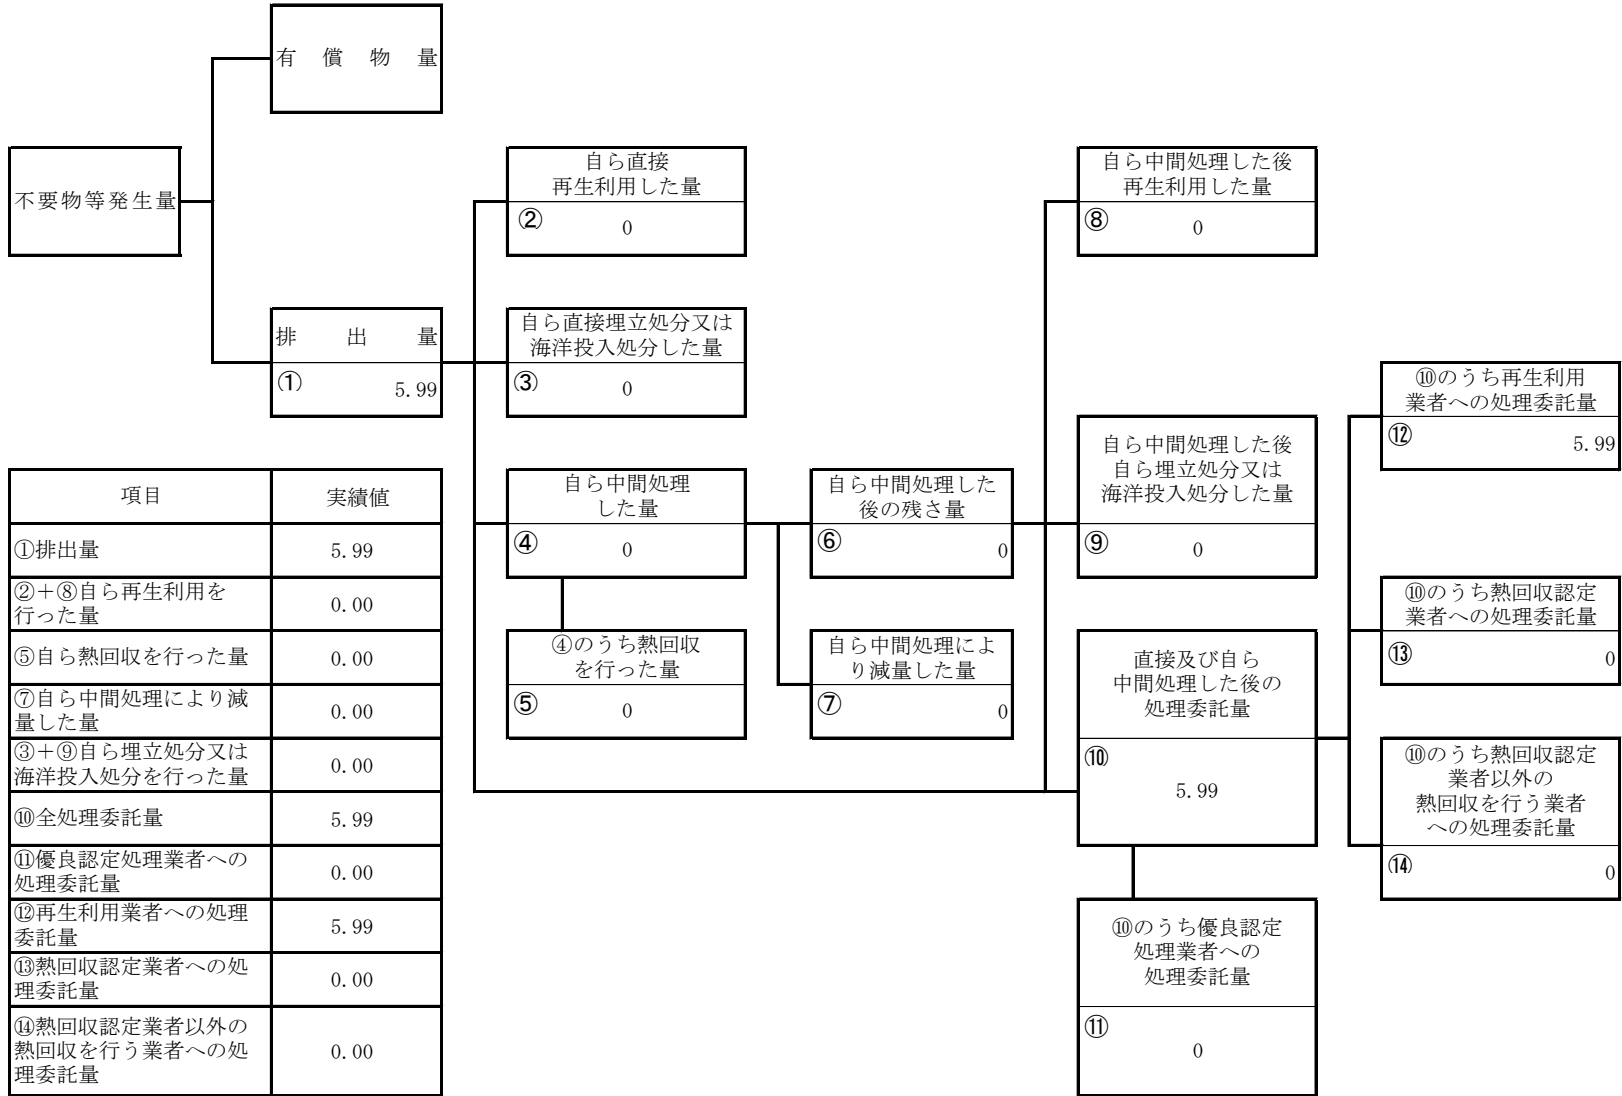 有償物量
不要物等発生量
排出量
① 5.99
自ら直接
再生利用した量
② 0
自ら直接埋立処分又は
海洋投入処分した量
③ 0
自ら中間処理
した量
④ 0
④のうち熱回収
を行った量
⑤ 0
自ら中間処理した
後の残さ量
⑥ 0
自ら中間処理によ
り減量した量
⑦ 0
自ら中間処理した後
再生利用した量
⑧ 0
自ら中間処理した後
自ら埋立処分又は
海洋投入処分した量
⑨ 0
直接及び自ら
中間処理した後の
処理委託量
⑩
5.99
⑩のうち優良認定
処理業者への
処理委託量
⑪
0
⑩のうち再生利用
業者への処理委託量
⑫ 5.99
⑩のうち熱回収認定
業者への処理委託量
⑬ 0
⑩のうち熱回収認定
業者以外の
熱回収を行う業者
への処理委託量
⑭ 0
項目 実績値
①排出量 5.99
②+⑧自ら再生利用を
行った量 0.00
⑤自ら熱回収を行った量 0.00
⑦自ら中間処理により減
量した量 0.00
③+⑨自ら埋立処分又は
海洋投入処分を行った量 0.00
⑩全処理委託量 5.99
⑪優良認定処理業者への
処理委託量 0.00
⑫再生利用業者への処理
委託量 5.99
⑬熱回収認定業者への処
理委託量 0.00
⑭熱回収認定業者以外の
熱回収を行う業者への処
理委託量 0.00